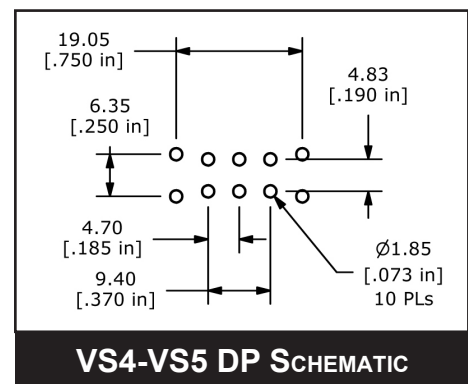 19.05
[.750 in]
4.83
[.190 in]
6.35
[.250 in]
4.70
[.185 in]
9.40
[.370 in]
Ø1.85
[.073 in]
10 PLs
VS4-VS5 DP SCHEMATIC